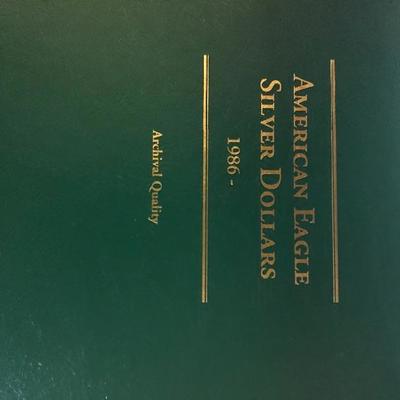 AMERICAN EAGLE
SILVER DOLLARS
1986 -
Archival Quality